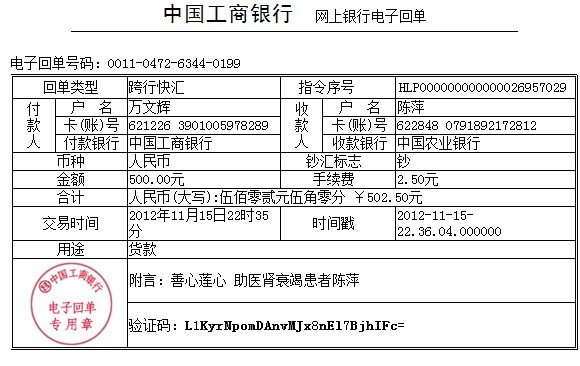 中国工商银行 网上银行电子回单
电子回单号码：0011-0472-6344-0199
回单类型 跨行快汇 指令序号 HLP000000000000026957029
付款人 户 名 万文辉 收款人 户 名 陈萍
卡(账)号 621226 3901005978289 卡(账)号 622848 0791892172812
付款银行 中国工商银行 收款银行 中国农业银行
币种 人民币 钞汇标志 钞
金额 500.00元 手续费 2.50元
合计 人民币(大写):伍佰零贰元伍角零分 ￥502.50元
交易时间 2012年11月15日22时35分 时间戳 2012-11-15-22.36.04.000000
用途 货款
中国工商银行
电子回单
专用章
附言：善心莲心 助医肾衰竭患者陈萍
验证码：L1KyrNpomDAnvMJx8nEl7BjhIFc=